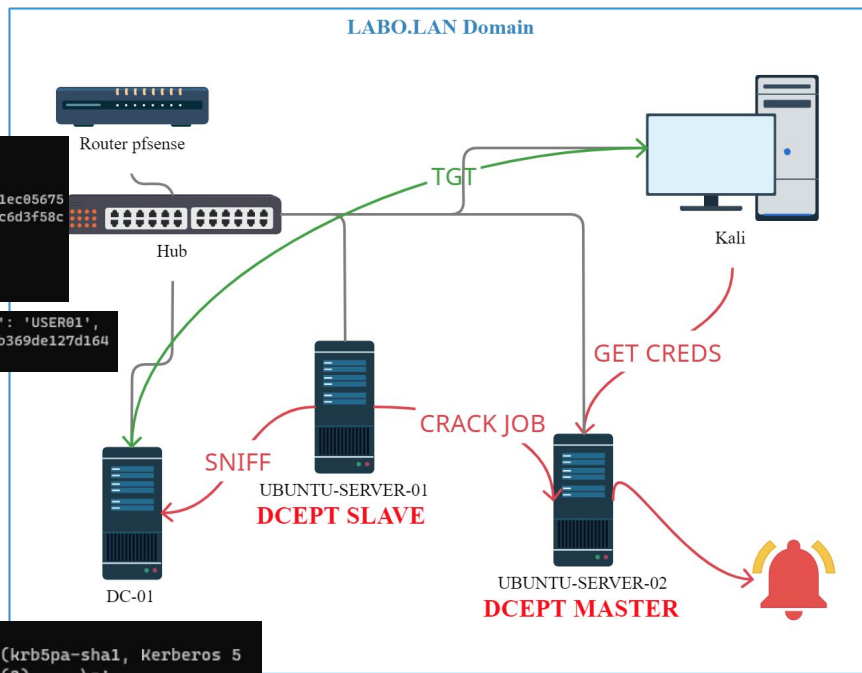 LABO.LAN Domain
Router pfsense
1ec05675
c6d3f58c
TGT
Hub
Kali
': 'USER01',
b369de127d164
GET CREDS
CRACK JOB
SNIFF
UBUNTU-SERVER-01
DCEPT SLAVE
UBUNTU-SERVER-02
DCEPT MASTER
DC-01
(krb5pa-sha1, Kerberos 5